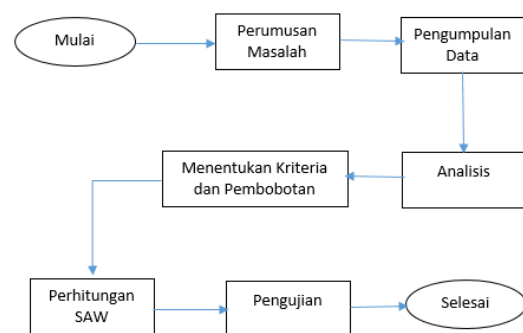 Mulai
Perumusan
Masalah
Pengumpulan
Data
Analisis
Menentukan Kriteria
dan Pembobotan
Perhitungan
SAW
Pengujian
Selesai